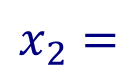 x₂ =